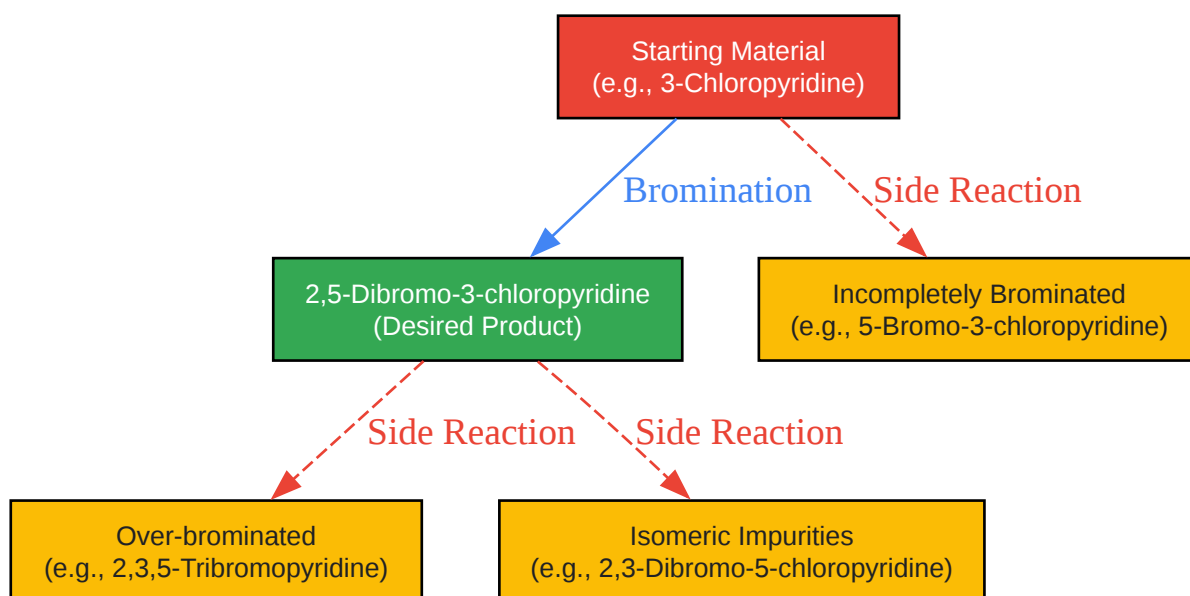 Starting Material
(e.g., 3-Chloropyridine)
Bromination
Side Reaction
2,5-Dibromo-3-chloropyridine
(Desired Product)
Incompletely Brominated
(e.g., 5-Bromo-3-chloropyridine)
Side Reaction
Side Reaction
Over-brominated
(e.g., 2,3,5-Tribromopyridine)
Isomeric Impurities
(e.g., 2,3-Dibromo-5-chloropyridine)